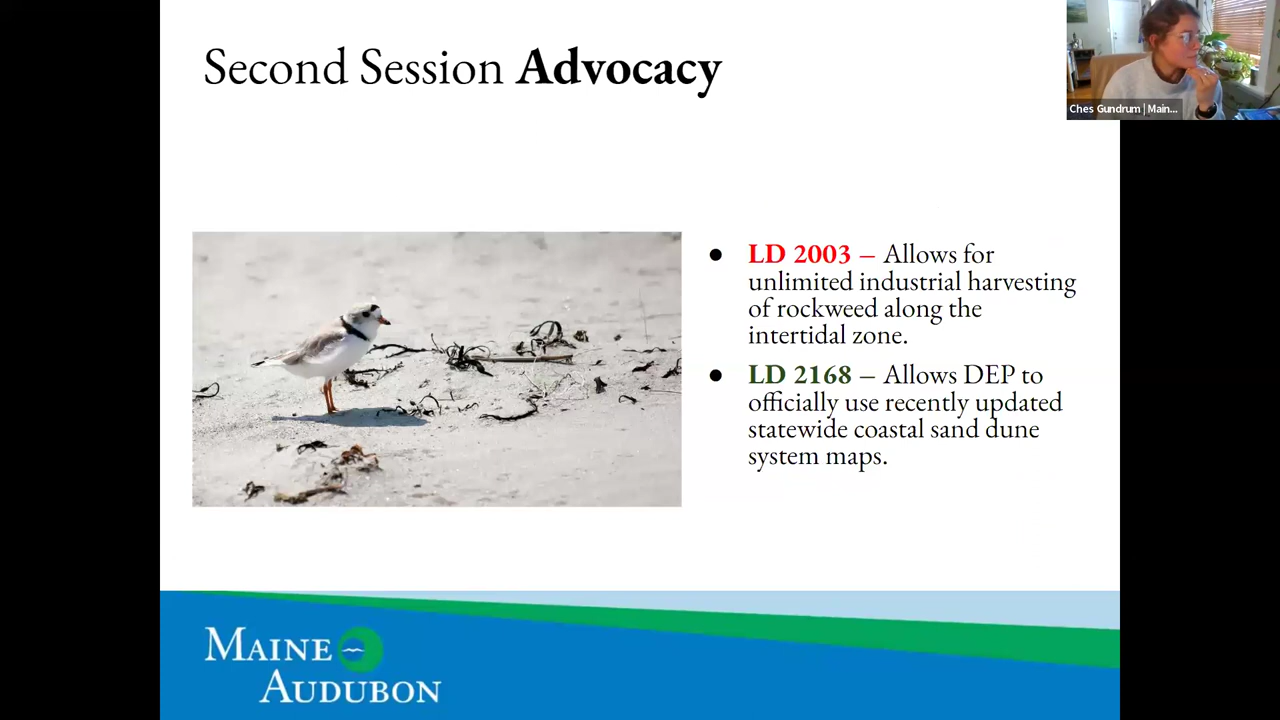 Second Session Advocacy
Ches Gundrum | Main...
● LD 2003 – Allows for
unlimited industrial harvesting
of rockweed along the
intertidal zone.
● LD 2168 – Allows DEP to
officially use recently updated
statewide coastal sand dune
system maps.
MAINE
AUDUBON